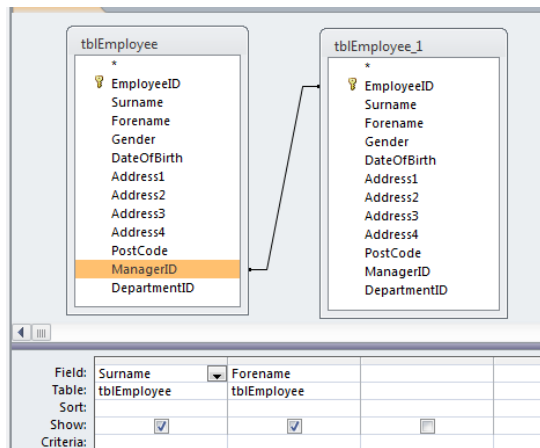 tblEmployee
*
EmployeeID
Surname
Forename
Gender
DateOfBirth
Address1
Address2
Address3
Address4
PostCode
ManagerID
DepartmentID
tblEmployee_1
*
EmployeeID
Surname
Forename
Gender
DateOfBirth
Address1
Address2
Address3
Address4
PostCode
ManagerID
DepartmentID
Field: Surname Forename
Table: tblEmployee tblEmployee
Sort:
Show:
Criteria: